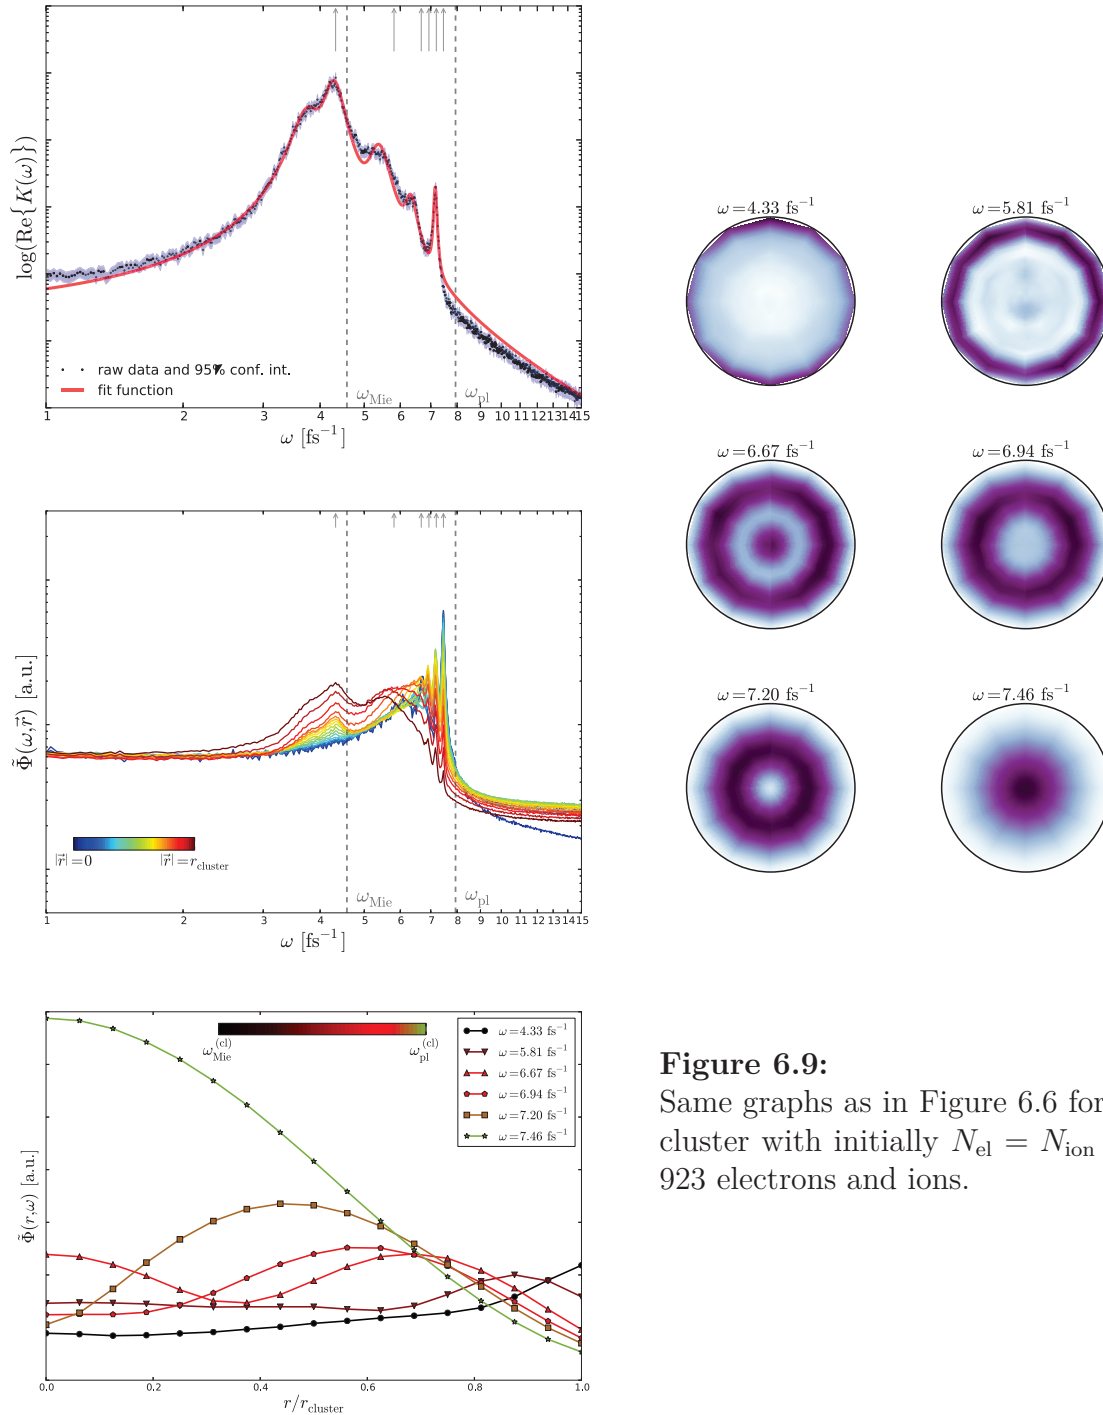 log(Re{K(ω)})
raw data and 95% conf. int.
fit function
ω_Mie
ω_pl
1 2 3 4 5 6 7 8 9 10 11 12 13 14 15
ω [fs⁻¹]
Φ̃(ω,r⃗) [a.u.]
|r⃗|=0
|r⃗|=r_cluster
ω_Mie
ω_pl
1 2 3 4 5 6 7 8 9 10 11 12 13 14 15
ω [fs⁻¹]
Φ̃(r,ω) [a.u.]
ω_Mie^(cl)
ω_pl^(cl)
ω=4.33 fs⁻¹
ω=5.81 fs⁻¹
ω=6.67 fs⁻¹
ω=6.94 fs⁻¹
ω=7.20 fs⁻¹
ω=7.46 fs⁻¹
0.0 0.2 0.4 0.6 0.8 1.0
r/r_cluster
ω=4.33 fs⁻¹
ω=5.81 fs⁻¹
ω=6.67 fs⁻¹
ω=6.94 fs⁻¹
ω=7.20 fs⁻¹
ω=7.46 fs⁻¹
Figure 6.9:
Same graphs as in Figure 6.6 for
cluster with initially N_el = N_ion
923 electrons and ions.